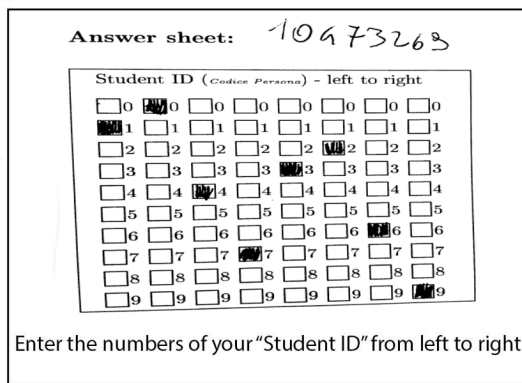 Answer sheet: 10473269
Student ID (Codice Persona) - left to right
0 0 0 0 0 0 0 0
1 1 1 1 1 1 1 1
2 2 2 2 2 2 2 2
3 3 3 3 3 3 3 3
4 4 4 4 4 4 4 4
5 5 5 5 5 5 5 5
6 6 6 6 6 6 6 6
7 7 7 7 7 7 7 7
8 8 8 8 8 8 8 8
9 9 9 9 9 9 9 9
Enter the numbers of your "Student ID" from left to right